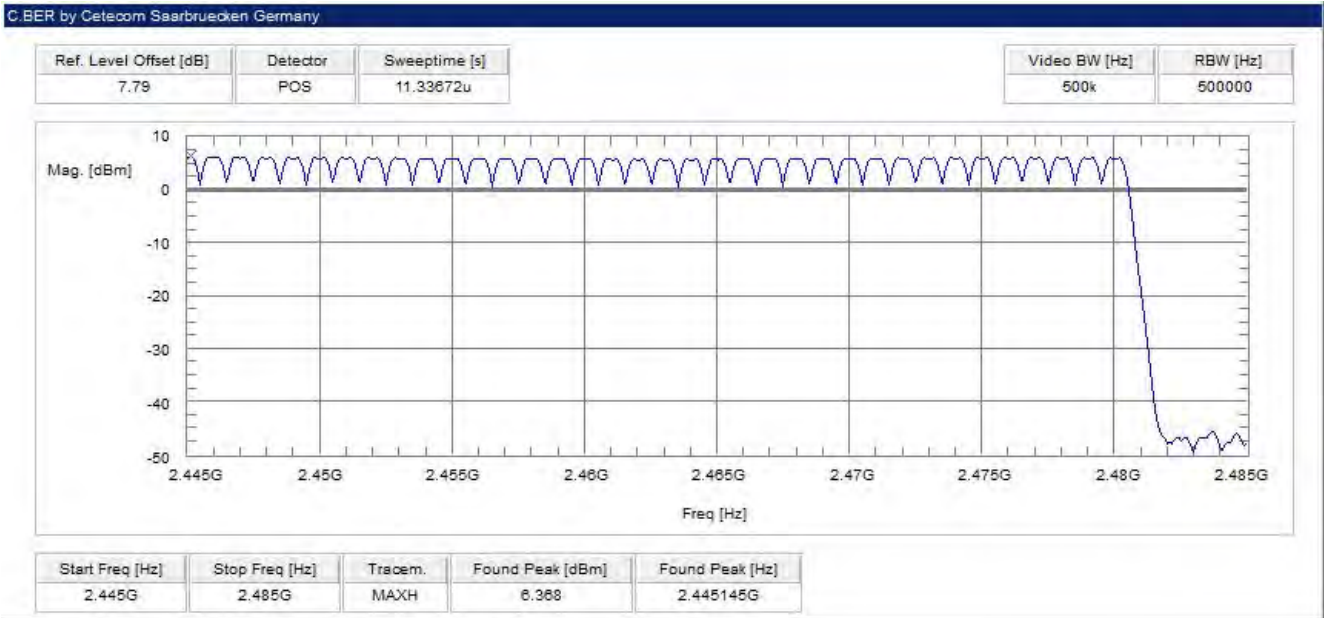 C.BER by Cetecom Saarbruecken Germany
Ref. Level Offset [dB] Detector Sweeptime [s] Video BW [Hz] RBW [Hz]
7.79 POS 11.33672u 500k 500000
10
Mag. [dBm]
0
-10
-20
-30
-40
-50
2.445G 2.45G 2.455G 2.46G 2.465G 2.47G 2.475G 2.48G 2.485G
Freq [Hz]
Start Freq [Hz] Stop Freq [Hz] Tracem. Found Peak [dBm] Found Peak [Hz]
2.445G 2.485G MAXH 6.368 2.445145G